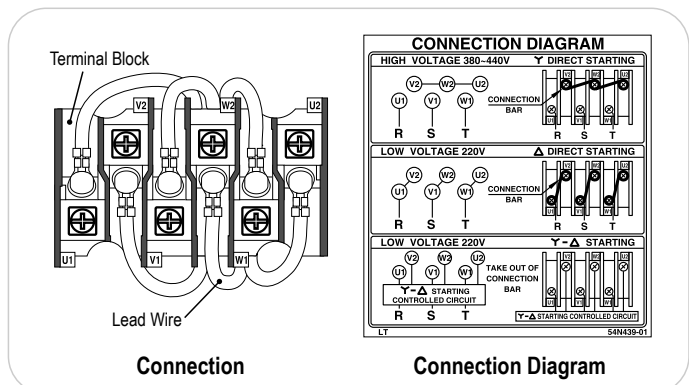 Terminal Block
V2
W2
U2
U1
V1
W1
Lead Wire
Connection
CONNECTION DIAGRAM
HIGH VOLTAGE 380~440V Y DIRECT STARTING
V2 W2 U2
U1 V1 W1
R S T
CONNECTION
BAR
V2 W2 U2
U1 V1 W1
R S T
LOW VOLTAGE 220V Δ DIRECT STARTING
V2 W2 U2
U1 V1 W1
R S T
CONNECTION
BAR
V2 W2 U2
U1 V1 W1
R S T
LOW VOLTAGE 220V Y-Δ STARTING
V2 W2 U2
U1 V1 W1
Y-Δ STARTING
CONTROLLED CIRCUIT
R S T
TAKE OUT OF
CONNECTION
BAR
V2 W2 U2
U1 V1 W1
Y-Δ STARTING CONTROLLED CIRCUIT
LT 54N439-01
Connection Diagram